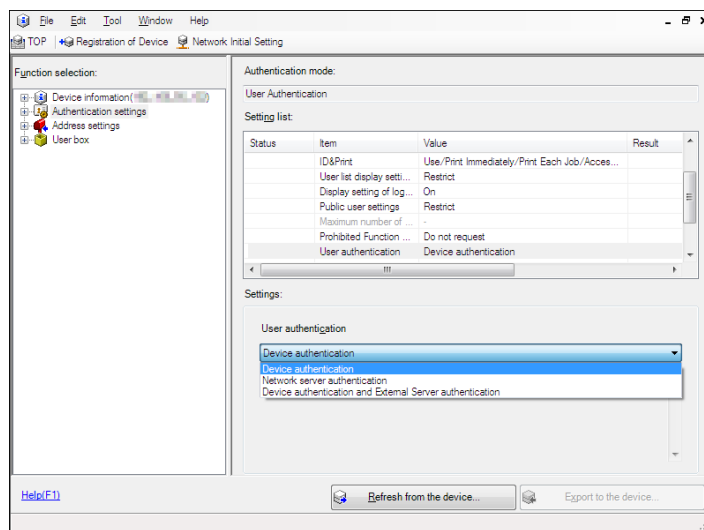 File Edit Tool Window Help
TOP Registration of Device Network Initial Setting
Function selection:
Device information(
Authentication settings
Address settings
User box
Authentication mode:
User Authentication
Setting list:
Status Item Value Result
ID&Print Use/Print Immediately/Print Each Job/Acces...
User list display setti... Restrict
Display setting of log... On
Public user settings Restrict
Maximum number of ... -
Prohibited Function ... Do not request
User authentication Device authentication
Settings:
User authentication
Device authentication
Device authentication
Network server authentication
Device authentication and External Server authentication
Help(F1)
Refresh from the device...
Export to the device...